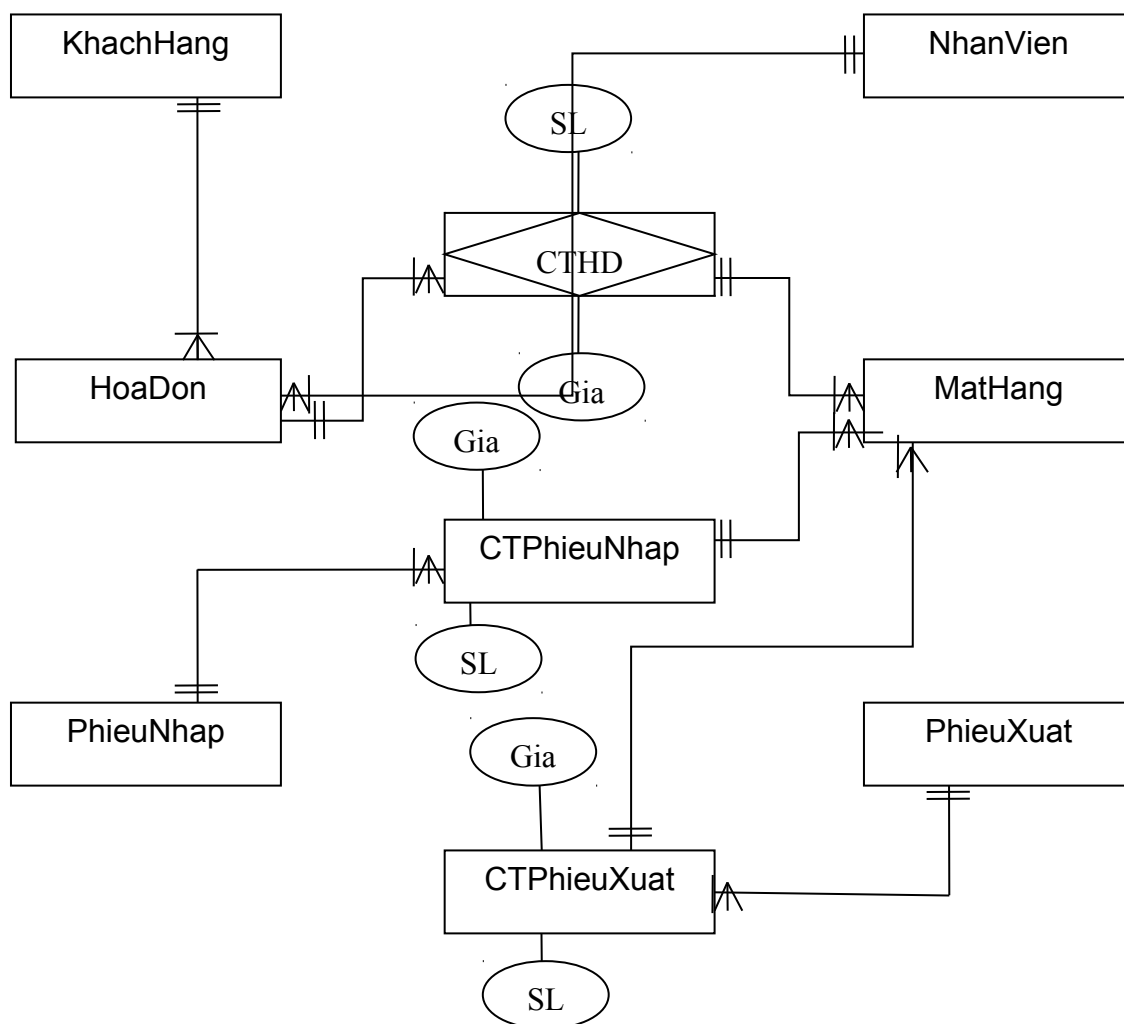 KhachHang
NhanVien
SL
CTHD
HoaDon
Gia
MatHang
Gia
CTPhieuNhap
SL
PhieuNhap
PhieuXuat
Gia
CTPhieuXuat
SL